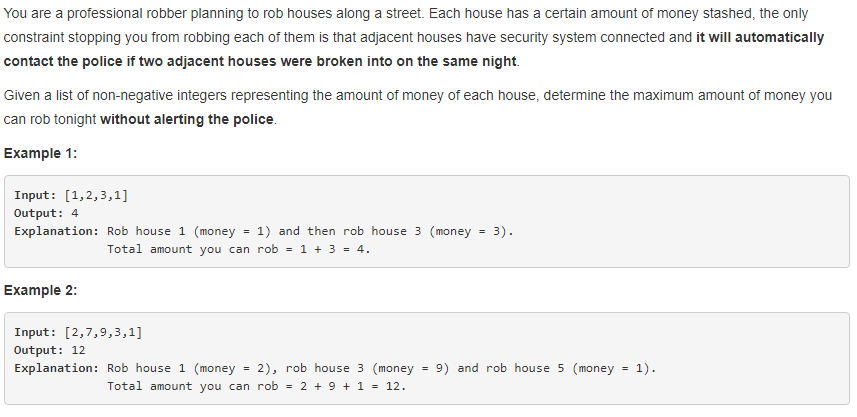 You are a professional robber planning to rob houses along a street. Each house has a certain amount of money stashed, the only
constraint stopping you from robbing each of them is that adjacent houses have security system connected and it will automatically
contact the police if two adjacent houses were broken into on the same night.
Given a list of non-negative integers representing the amount of money of each house, determine the maximum amount of money you
can rob tonight without alerting the police.
Example 1:
Input: [1,2,3,1]
Output: 4
Explanation: Rob house 1 (money = 1) and then rob house 3 (money = 3).
Total amount you can rob = 1 + 3 = 4.
Example 2:
Input: [2,7,9,3,1]
Output: 12
Explanation: Rob house 1 (money = 2), rob house 3 (money = 9) and rob house 5 (money = 1).
Total amount you can rob = 2 + 9 + 1 = 12.